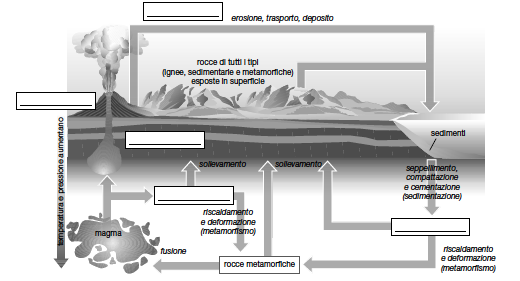 erosione, trasporto, deposito
rocce di tutti i tipi
(ignee, sedimentarie e metamorfiche)
esposte in superficie
temperatura e pressione aumentano
sedimenti
sollevamento
sollevamento
seppellimento,
compattazione
e cementazione
(sedimentazione)
riscaldamento
e deformazione
(metamorfismo)
magma
fusione
rocce metamorfiche
riscaldamento
e deformazione
(metamorfismo)